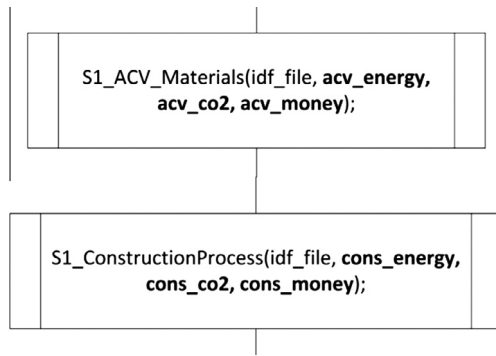 S1_ACV_Materials(idf_file, acv_energy,
acv_co2, acv_money);
S1_ConstructionProcess(idf_file, cons_energy,
cons_co2, cons_money);